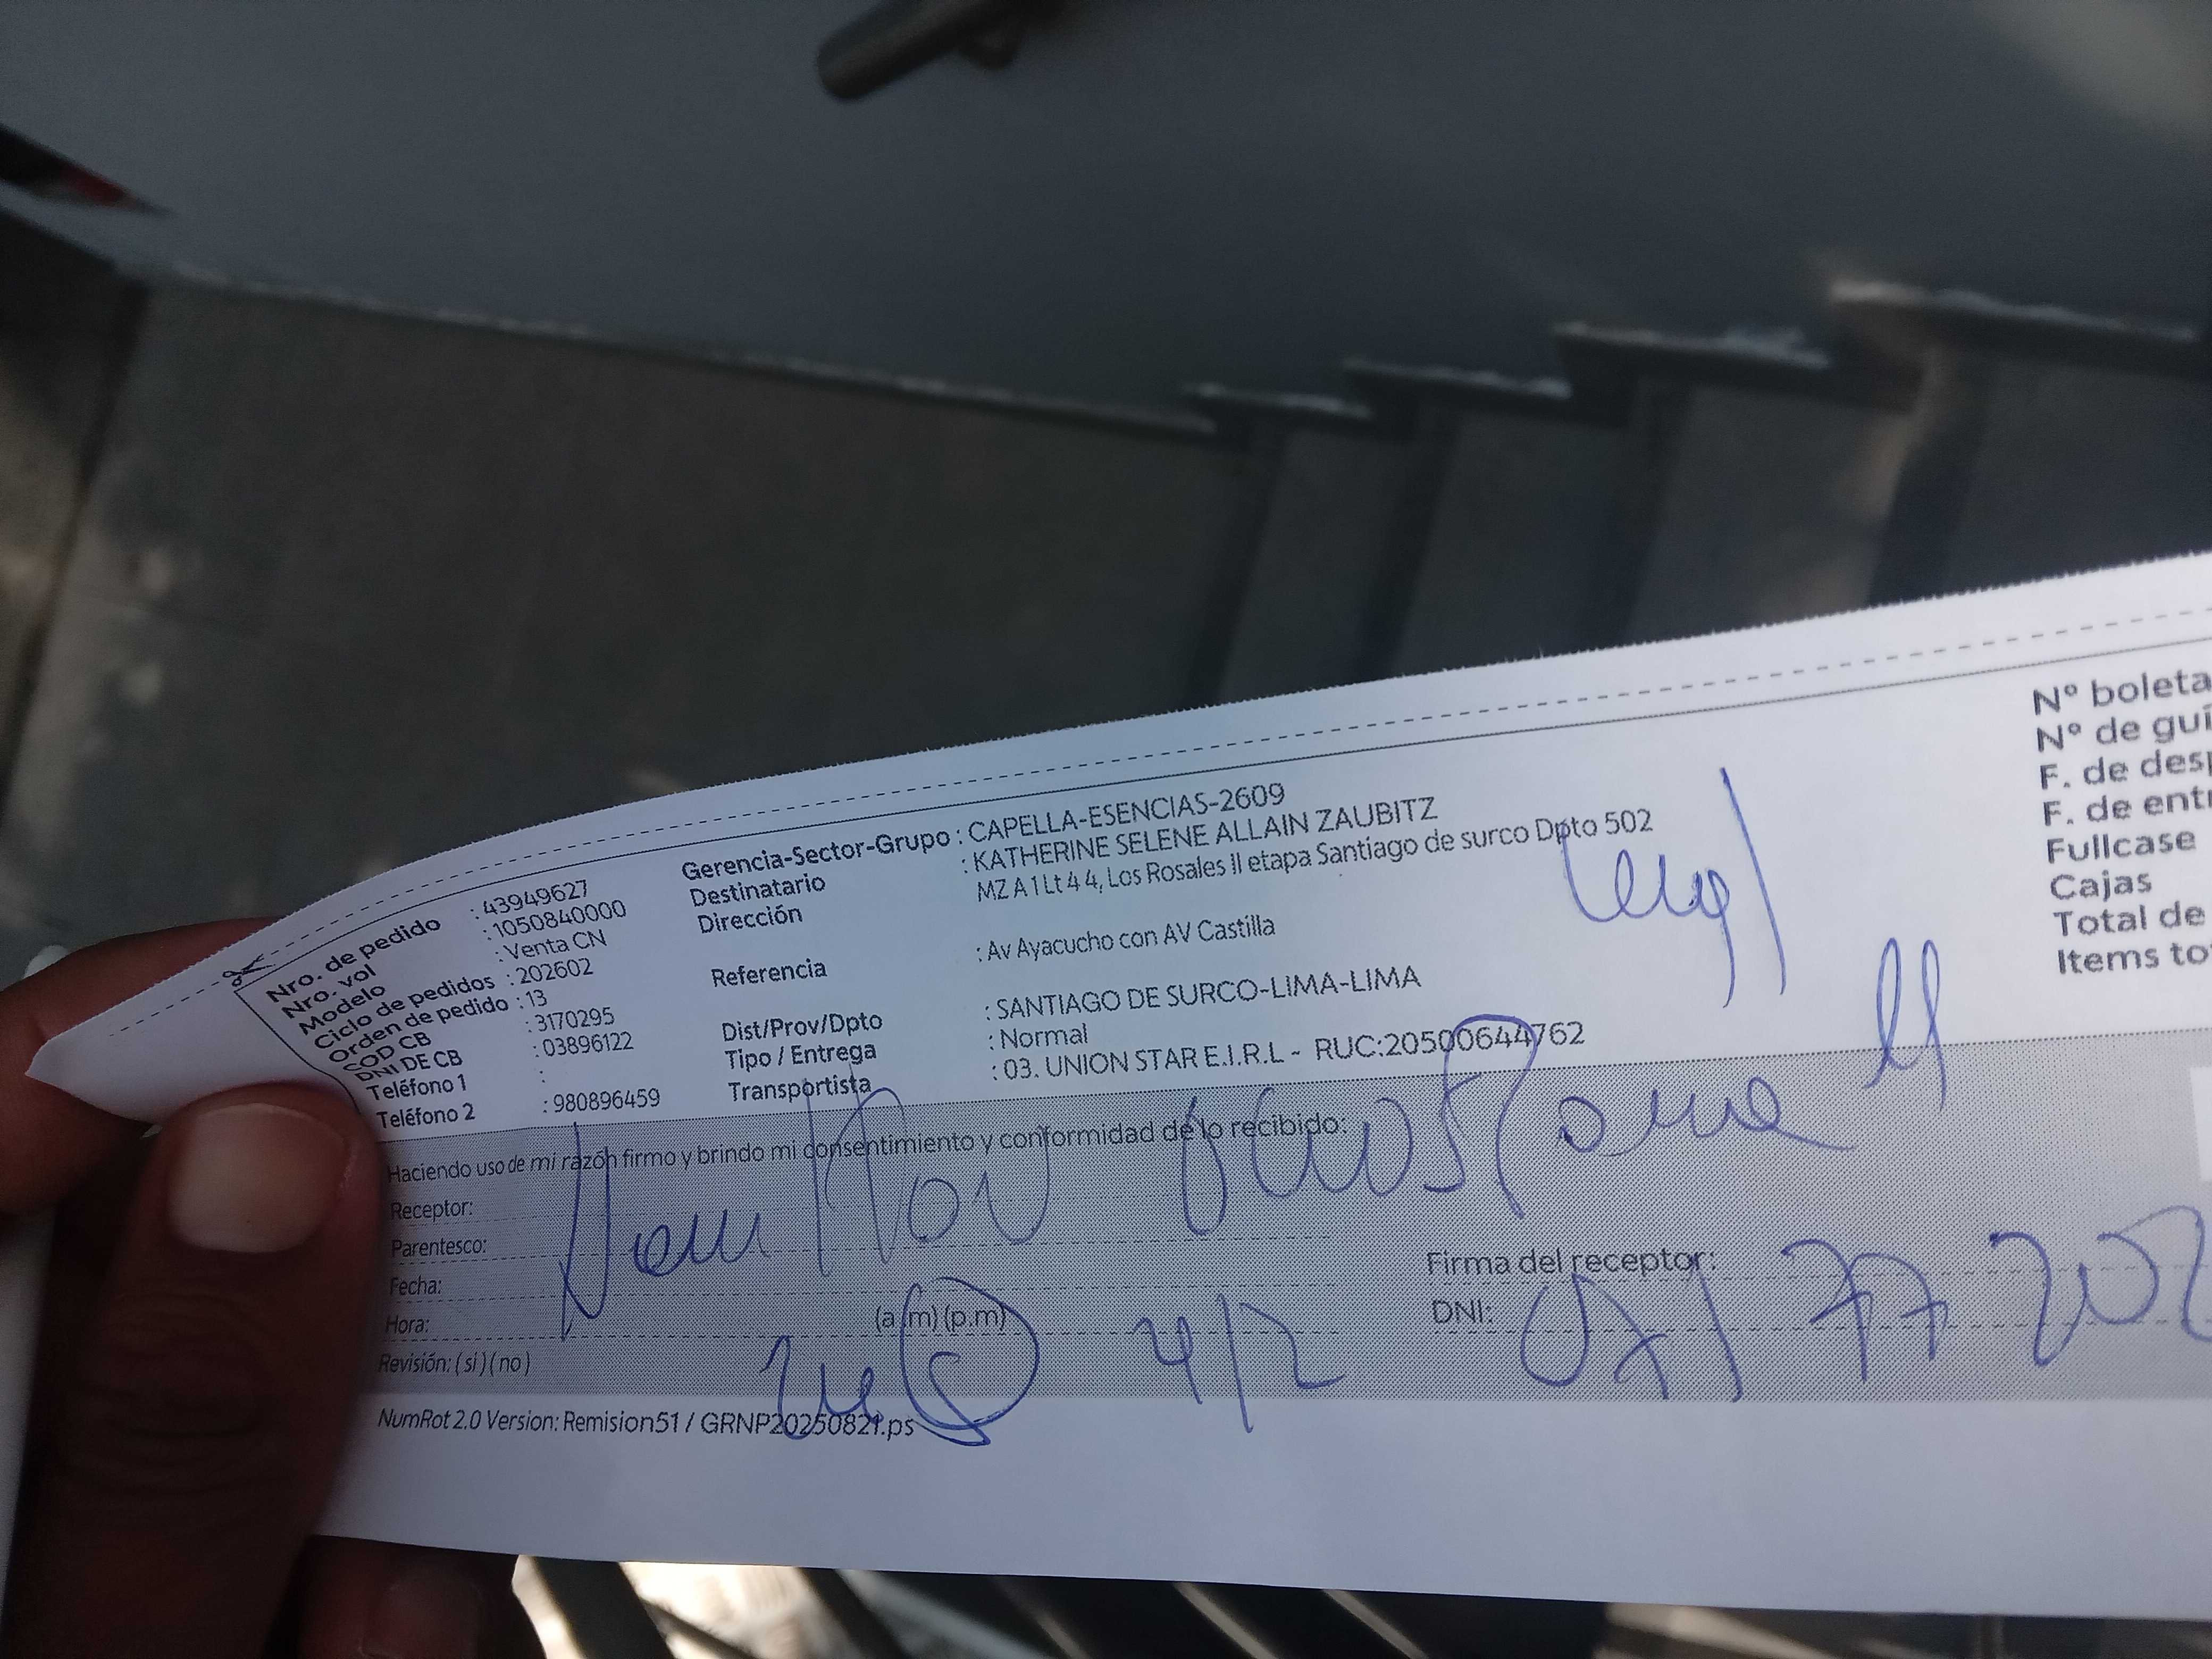 Nro. de pedido : 43949627
Nro. vol : 1050840000
Modelo : Venta CN
Ciclo de pedidos : 202602
Orden de pedido : 13
COD CB : 3170295
DNI DE CB : 03896122
Teléfono 1 :
Teléfono 2 : 980896459
Gerencia-Sector-Grupo : CAPELLA-ESENCIAS-2609
Destinatario : KATHERINE SELENE ALLAIN ZAUBITZ
Dirección MZ A 1 Lt 4 4, Los Rosales II etapa Santiago de surco Dpto 502
Referencia : Av Ayacucho con AV Castilla
Dist/Prov/Dpto : SANTIAGO DE SURCO-LIMA-LIMA
Tipo / Entrega : Normal
Transportista : 03. UNION STAR E.I.R.L - RUC:20500644762
Nº boleta
Nº de gui
F. de desp
F. de entr
Fullcase
Cajas
Total de
Items to
Haciendo uso de mi razón firmo y brindo mi consentimiento y conformidad de lo recibido:
Receptor:
Parentesco:
Fecha:
Hora: (a.m) (p.m)
Revisión: ( si ) ( no )
Firma del receptor:
DNI:
4/2
NumRot 2.0 Version: Remision51 / GRNP20250821.ps